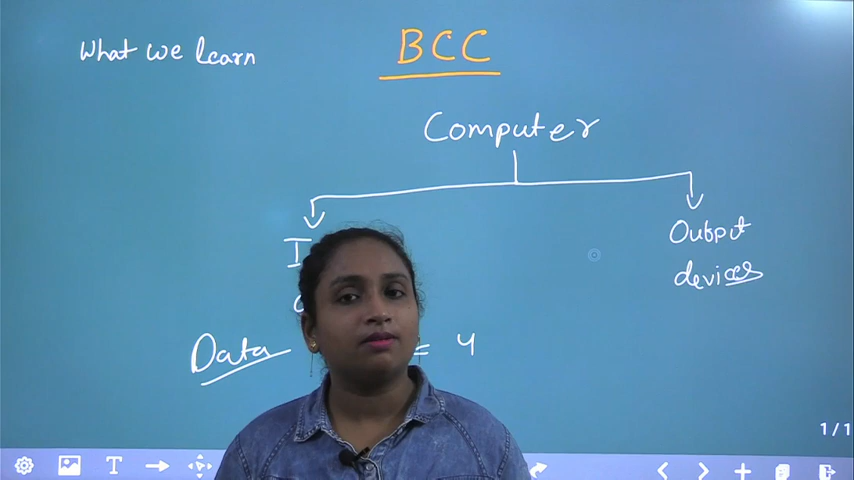 What we learn
BCC
Computer
I
Output
devices
Data = 4
1/1
T